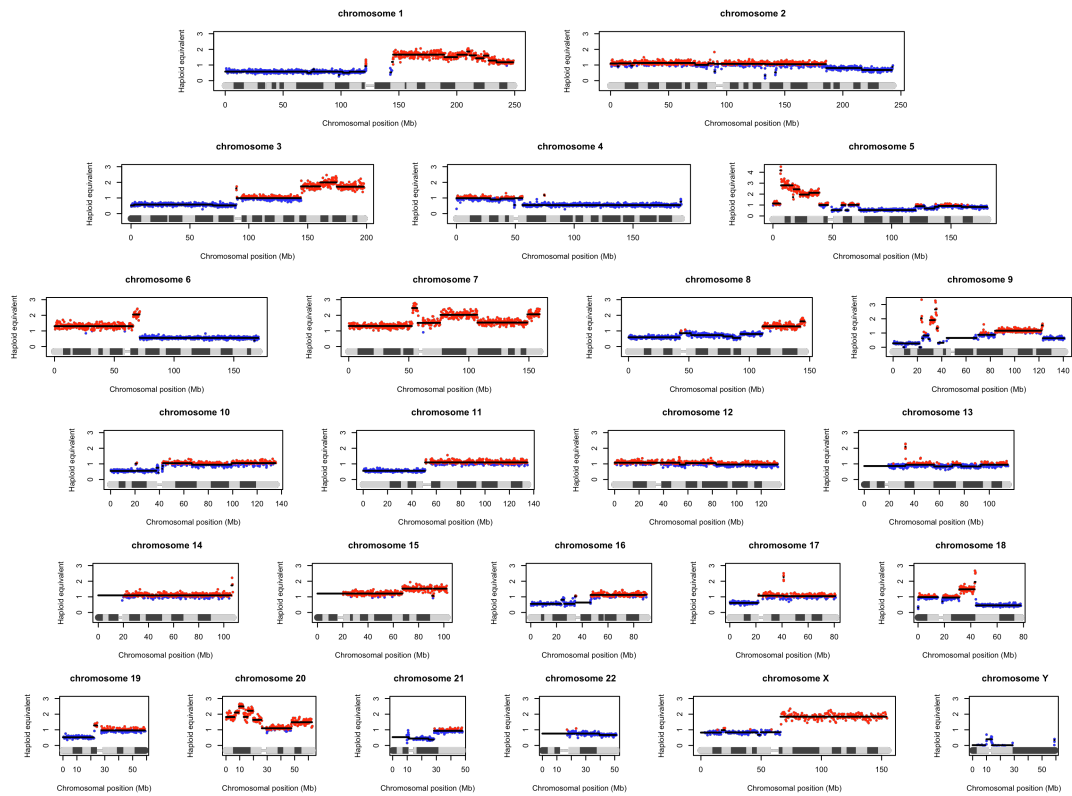 chromosome 1
chromosome 2
Haploid equivalent
0 1 2 3
0 50 100 150 200 250
Chromosomal position (Mb)
Haploid equivalent
0 1 2 3
0 50 100 150 200 250
Chromosomal position (Mb)
chromosome 3
chromosome 4
chromosome 5
Haploid equivalent
0 1 2 3
0 50 100 150 200
Chromosomal position (Mb)
Haploid equivalent
0 1 2 3
0 50 100 150
Chromosomal position (Mb)
Haploid equivalent
0 1 2 3 4
0 50 100 150
Chromosomal position (Mb)
chromosome 6
chromosome 7
chromosome 8
chromosome 9
Haploid equivalent
0 1 2 3
0 50 100 150
Chromosomal position (Mb)
Haploid equivalent
0 1 2 3
0 50 100 150
Chromosomal position (Mb)
Haploid equivalent
0 1 2 3
0 50 100 150
Chromosomal position (Mb)
Haploid equivalent
0 1 2 3
0 20 40 60 80 100 120 140
Chromosomal position (Mb)
chromosome 10
chromosome 11
chromosome 12
chromosome 13
Haploid equivalent
0 1 2 3
0 20 40 60 80 100 120 140
Chromosomal position (Mb)
Haploid equivalent
0 1 2 3
0 20 40 60 80 100 120 140
Chromosomal position (Mb)
Haploid equivalent
0 1 2 3
0 20 40 60 80 100 120
Chromosomal position (Mb)
Haploid equivalent
0 1 2 3
0 20 40 60 80 100
Chromosomal position (Mb)
chromosome 14
chromosome 15
chromosome 16
chromosome 17
chromosome 18
Haploid equivalent
0 1 2 3
0 20 40 60 80 100
Chromosomal position (Mb)
Haploid equivalent
0 1 2 3
0 20 40 60 80 100
Chromosomal position (Mb)
Haploid equivalent
0 1 2 3
0 20 40 60 80
Chromosomal position (Mb)
Haploid equivalent
0 1 2 3
0 20 40 60 80
Chromosomal position (Mb)
Haploid equivalent
0 1 2 3
0 20 40 60 80
Chromosomal position (Mb)
chromosome 19
chromosome 20
chromosome 21
chromosome 22
chromosome X
chromosome Y
Haploid equivalent
0 1 2 3
0 10 30 50
Chromosomal position (Mb)
Haploid equivalent
0 1 2 3
0 10 30 50
Chromosomal position (Mb)
Haploid equivalent
0 1 2 3
0 10 20 30 40 50
Chromosomal position (Mb)
Haploid equivalent
0 1 2 3
0 10 20 30 40 50
Chromosomal position (Mb)
Haploid equivalent
0 1 2 3
0 50 100 150
Chromosomal position (Mb)
Haploid equivalent
0 1 2 3
0 10 30 50
Chromosomal position (Mb)